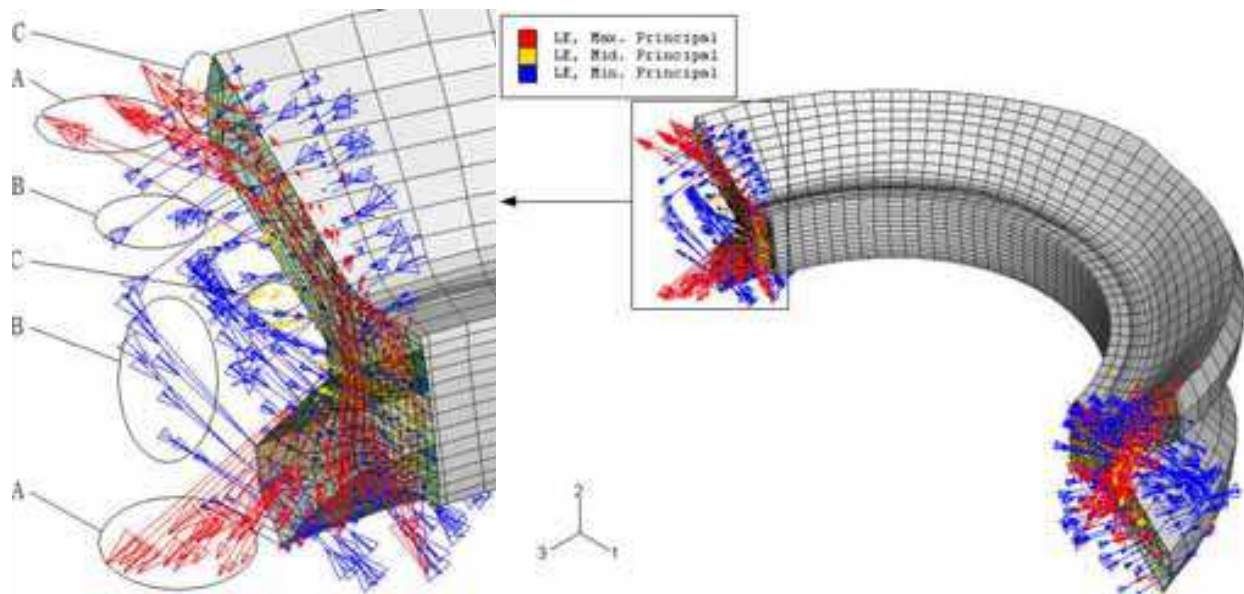 C
A
B
C
B
A
LE, Max. Principal
LE, Mid. Principal
LE, Min. Principal
2
3
1